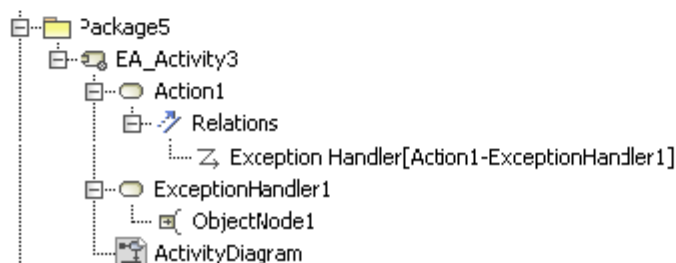 Package5
EA_Activity3
Action1
Relations
Exception Handler[Action1-ExceptionHandler1]
ExceptionHandler1
ObjectNode1
ActivityDiagram